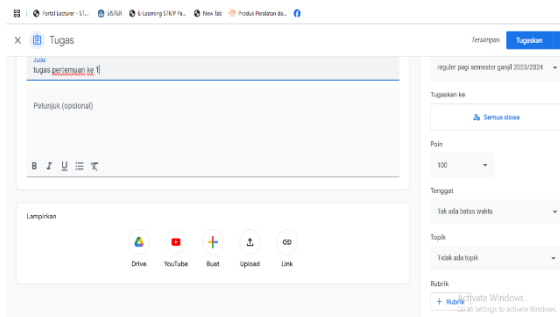 Portal Lecturer - ST... SISTER E-Learning STKIP Pa... New Tab Produk Peralatan da...
Tugas Tersimpan Tugaskan
Judul
tugas pertemuan ke 1
reguler pagi semester ganjil 2023/2024
Petunjuk (opsional)
Tugaskan ke
Semua siswa
Poin
100
B I U
Tenggat
Tak ada batas waktu
Lampirkan
Topik
Tidak ada topik
Drive YouTube Buat Upload Link
Rubrik
+ Rubrik
Activate Windows
Go to Settings to activate Windows.